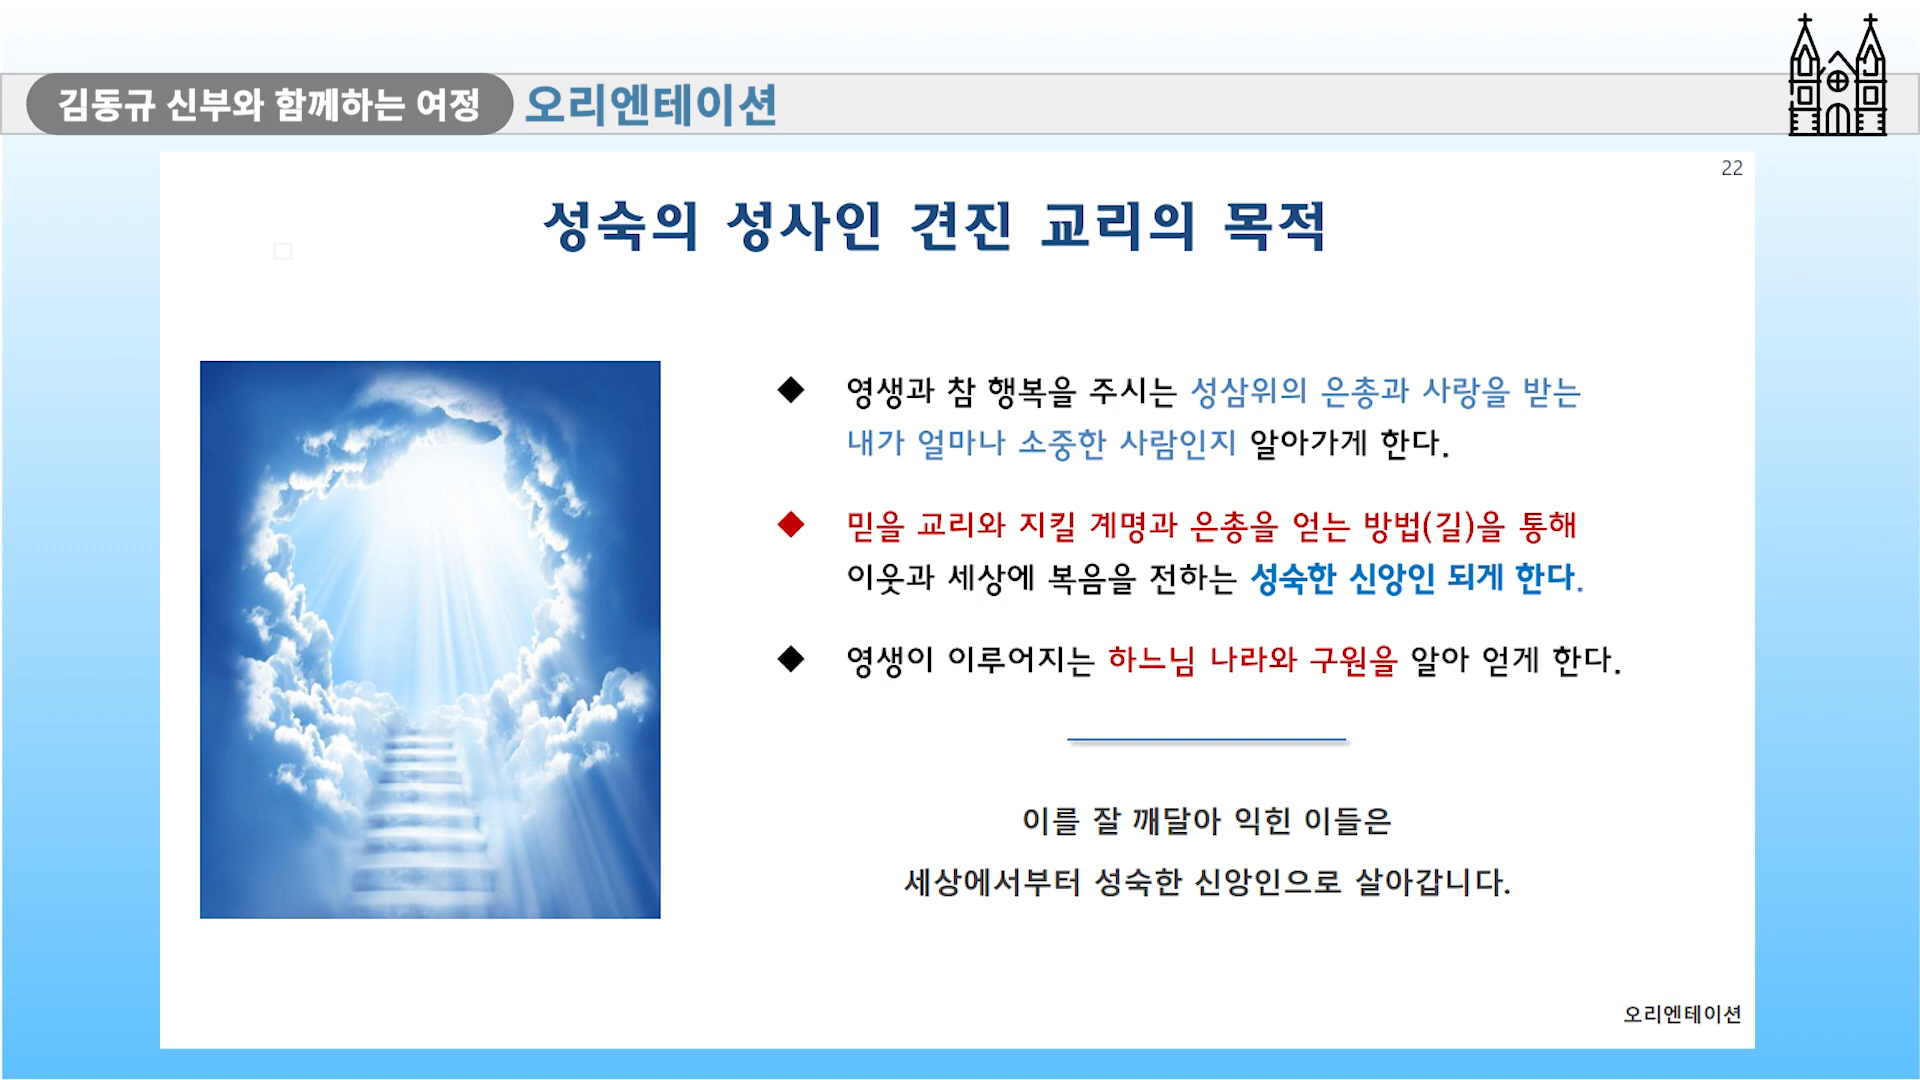 김동규 신부와 함께하는 여정 오리엔테이션
22
성숙의 성사인 견진 교리의 목적
◆ 영생과 참 행복을 주시는 성삼위의 은총과 사랑을 받는
내가 얼마나 소중한 사람인지 알아가게 한다.
◆ 믿을 교리와 지킬 계명과 은총을 얻는 방법(길)을 통해
이웃과 세상에 복음을 전하는 성숙한 신앙인 되게 한다.
◆ 영생이 이루어지는 하느님 나라와 구원을 알아 얻게 한다.
이를 잘 깨달아 익힌 이들은
세상에서부터 성숙한 신앙인으로 살아갑니다.
오리엔테이션